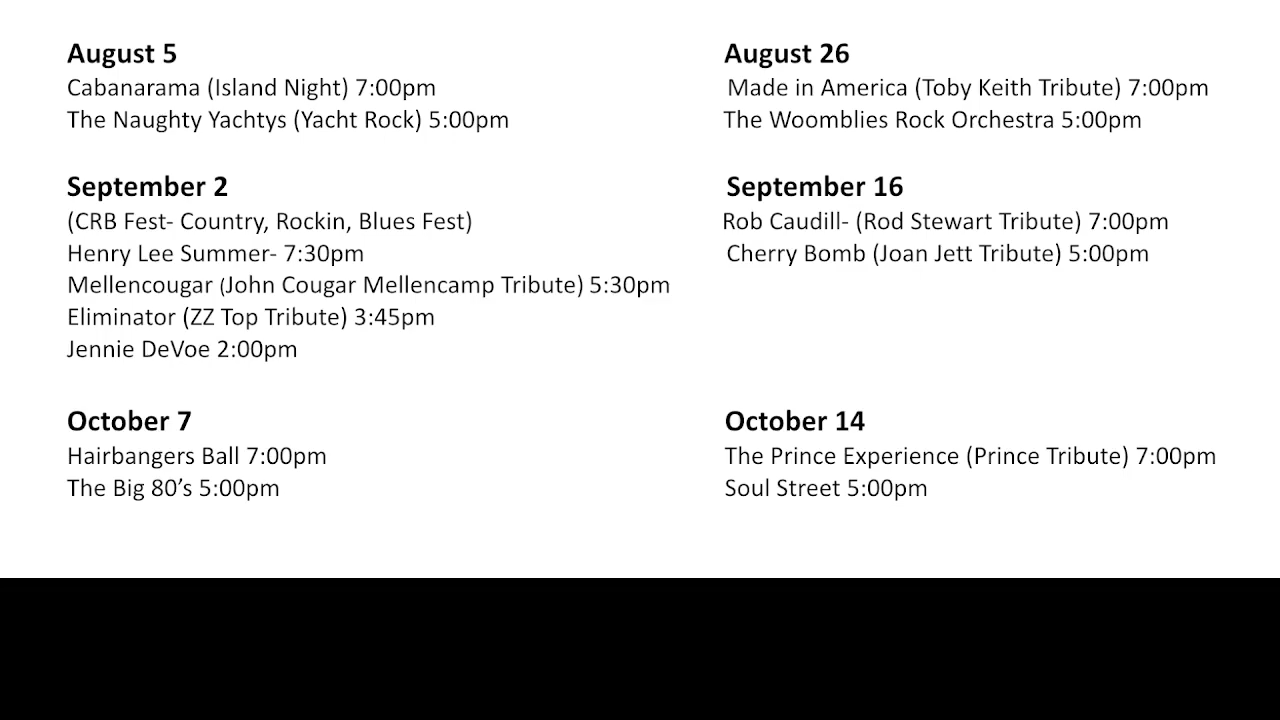 August 5
Cabanarama (Island Night) 7:00pm
The Naughty Yachtys (Yacht Rock) 5:00pm
August 26
Made in America (Toby Keith Tribute) 7:00pm
The Woomblies Rock Orchestra 5:00pm
September 2
(CRB Fest- Country, Rockin, Blues Fest)
Henry Lee Summer- 7:30pm
Mellencougar (John Cougar Mellencamp Tribute) 5:30pm
Eliminator (ZZ Top Tribute) 3:45pm
Jennie DeVoe 2:00pm
September 16
Rob Caudill- (Rod Stewart Tribute) 7:00pm
Cherry Bomb (Joan Jett Tribute) 5:00pm
October 7
Hairbangers Ball 7:00pm
The Big 80’s 5:00pm
October 14
The Prince Experience (Prince Tribute) 7:00pm
Soul Street 5:00pm